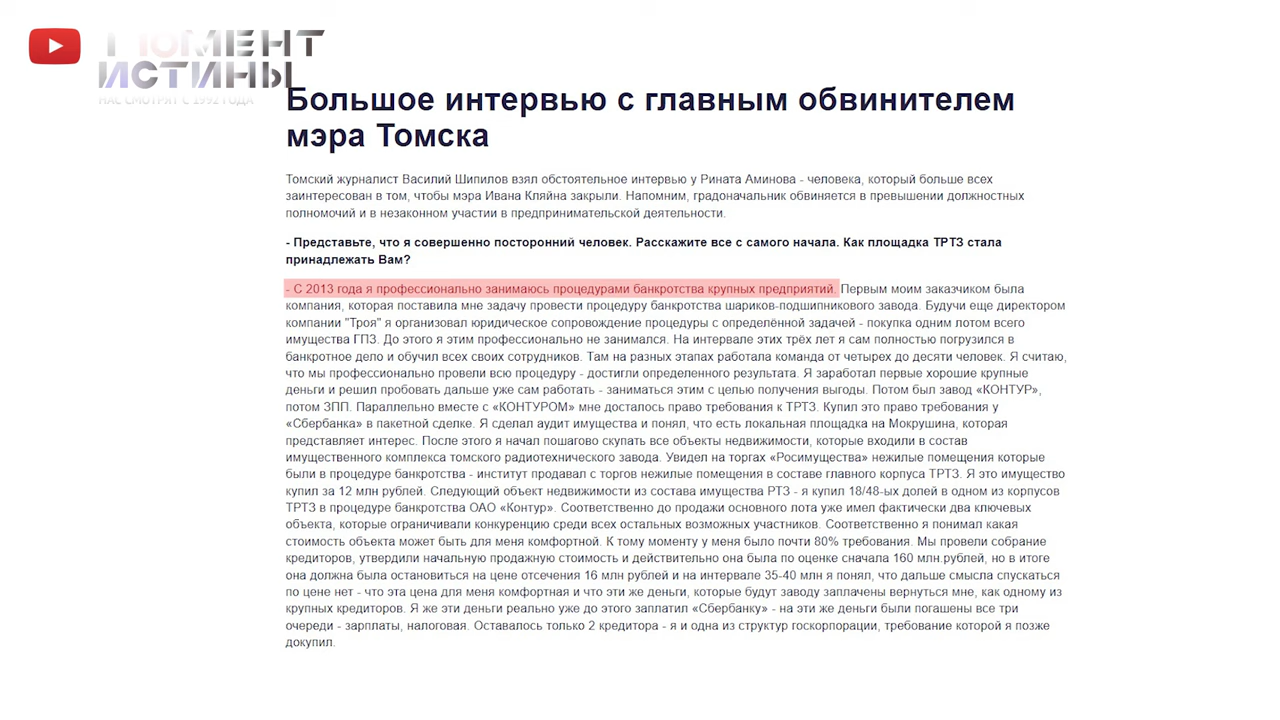 МОМЕНТ
ИСТИНЫ
НАС СМОТРЯТ С 1992 ГОДА
Большое интервью с главным обвинителем
мэра Томска
Томский журналист Василий Шипилов взял обстоятельное интервью у Рината Аминова - человека, который больше всех
заинтересован в том, чтобы мэра Ивана Кляйна закрыли. Напомним, градоначальник обвиняется в превышении должностных
полномочий и в незаконном участии в предпринимательской деятельности.
- Представьте, что я совершенно посторонний человек. Расскажите все с самого начала. Как площадка ТРТЗ стала
принадлежать Вам?
- С 2013 года я профессионально занимаюсь процедурами банкротства крупных предприятий. Первым моим заказчиком была
компания, которая поставила мне задачу провести процедуру банкротства шариков-подшипникового завода. Будучи еще директором
компании "Троя" я организовал юридическое сопровождение процедуры с определённой задачей - покупка одним лотом всего
имущества ГПЗ. До этого я этим профессионально не занимался. На интервале этих трёх лет я сам полностью погрузился в
банкротное дело и обучил всех своих сотрудников. Там на разных этапах работала команда от четырех до десяти человек. Я считаю,
что мы профессионально провели всю процедуру - достигли определенного результата. Я заработал первые хорошие крупные
деньги и решил пробовать дальше уже сам работать - заниматься этим с целью получения выгоды. Потом был завод «КОНТУР»,
потом ЗПП. Параллельно вместе с «КОНТУРОМ» мне досталось право требования к ТРТЗ. Купил это право требования у
«Сбербанка» в пакетной сделке. Я сделал аудит имущества и понял, что есть локальная площадка на Мокрушина, которая
представляет интерес. После этого я начал пошагово скупать все объекты недвижимости, которые входили в состав
имущественного комплекса томского радиотехнического завода. Увидел на торгах «Росимущества» нежилые помещения которые
были в процедуре банкротства - институт продавал с торгов нежилые помещения в составе главного корпуса ТРТЗ. Я это имущество
купил за 12 млн рублей. Следующий объект недвижимости из состава имущества РТЗ - я купил 18/48-ых долей в одном из корпусов
ТРТЗ в процедуре банкротства ОАО «Контур». Соответственно до продажи основного лота уже имел фактически два ключевых
объекта, которые ограничивали конкуренцию среди всех остальных возможных участников. Соответственно я понимал какая
стоимость объекта может быть для меня комфортной. К тому моменту у меня было почти 80% требования. Мы провели собрание
кредиторов, утвердили начальную продажную стоимость и действительно она была по оценке сначала 160 млн.рублей, но в итоге
она должна была остановиться на цене отсечения 16 млн рублей и на интервале 35-40 млн я понял, что дальше смысла спускаться
по цене нет - что эта цена для меня комфортная и что эти же деньги, которые будут заводу заплачены вернуться мне, как одному из
крупных кредиторов. Я же эти деньги реально уже до этого заплатил «Сбербанку» - на эти же деньги были погашены все три
очереди - зарплаты, налоговая. Оставалось только 2 кредитора - я и одна из структур госкорпорации, требование которой я позже
докупил.